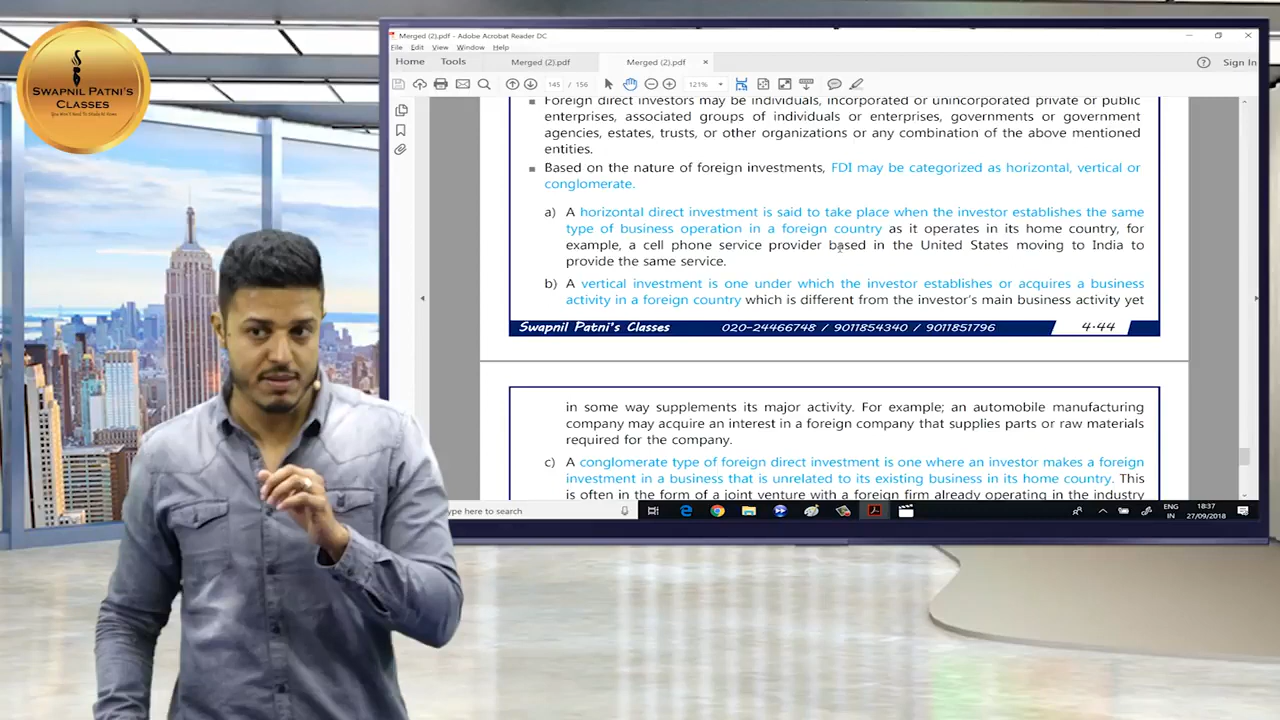 SWAPNIL PATNI'S
CLASSES
You Won't Need To Study At Home
Merged (2).pdf - Adobe Acrobat Reader DC
File Edit View Window Help
Home Tools Merged (2).pdf Merged (2).pdf × Sign In
145 / 156 121%
Foreign direct investors may be individuals, incorporated or unincorporated private or public
enterprises, associated groups of individuals or enterprises, governments or government
agencies, estates, trusts, or other organizations or any combination of the above mentioned
entities.
Based on the nature of foreign investments, FDI may be categorized as horizontal, vertical or
conglomerate.
a) A horizontal direct investment is said to take place when the investor establishes the same
type of business operation in a foreign country as it operates in its home country, for
example, a cell phone service provider based in the United States moving to India to
provide the same service.
b) A vertical investment is one under which the investor establishes or acquires a business
activity in a foreign country which is different from the investor's main business activity yet
Swapnil Patni's Classes 020-24466748 / 9011854340 / 9011851796 4.44
in some way supplements its major activity. For example; an automobile manufacturing
company may acquire an interest in a foreign company that supplies parts or raw materials
required for the company.
c) A conglomerate type of foreign direct investment is one where an investor makes a foreign
investment in a business that is unrelated to its existing business in its home country. This
is often in the form of a joint venture with a foreign firm already operating in the industry
ype here to search
ENG 18:37
IN 27/09/2018